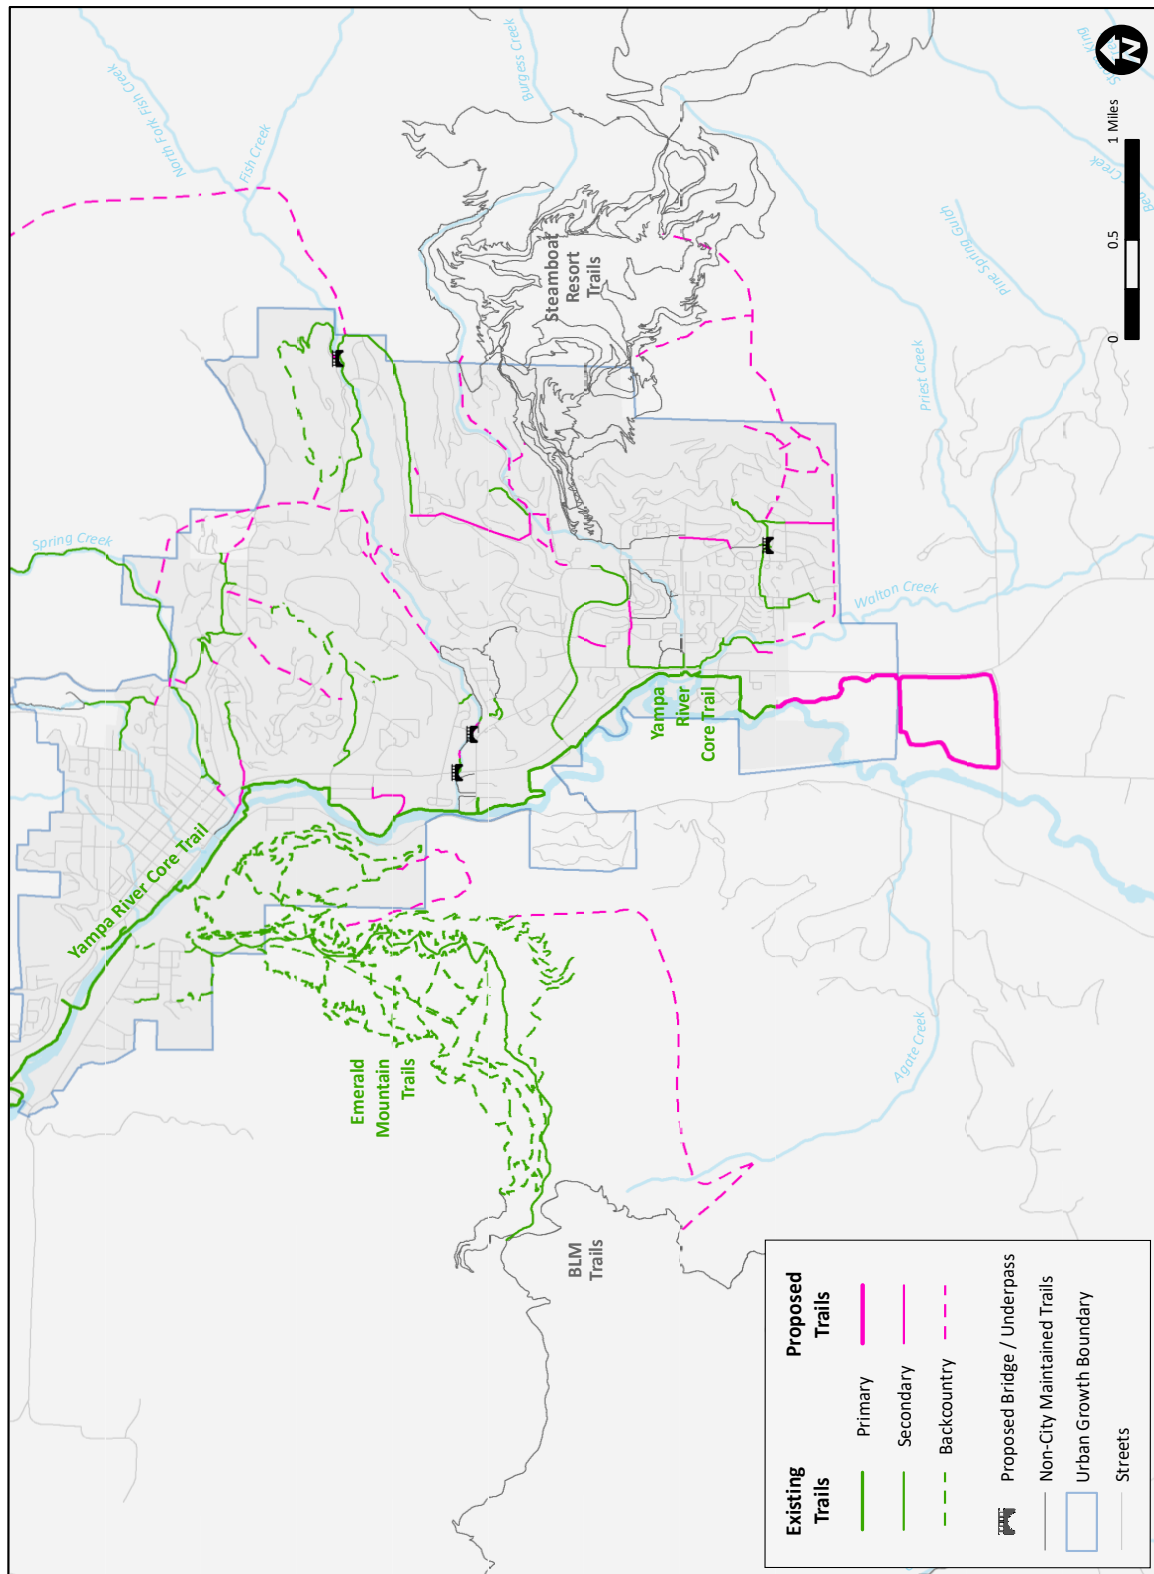 North Fork Fish Creek
Fish Creek
Burgess Creek
Spring Creek
Steamboat
Resort
Trails
Priest Creek
Pine Spring Gulch
Walton Creek
Yampa River Core Trail
Yampa
River
Core Trail
Emerald
Mountain
Trails
Agate Creek
BLM
Trails
N
0 0.5 1 Miles
Existing
Trails
Proposed
Trails
Primary
Secondary
Backcountry
Proposed Bridge / Underpass
Non-City Maintained Trails
Urban Growth Boundary
Streets